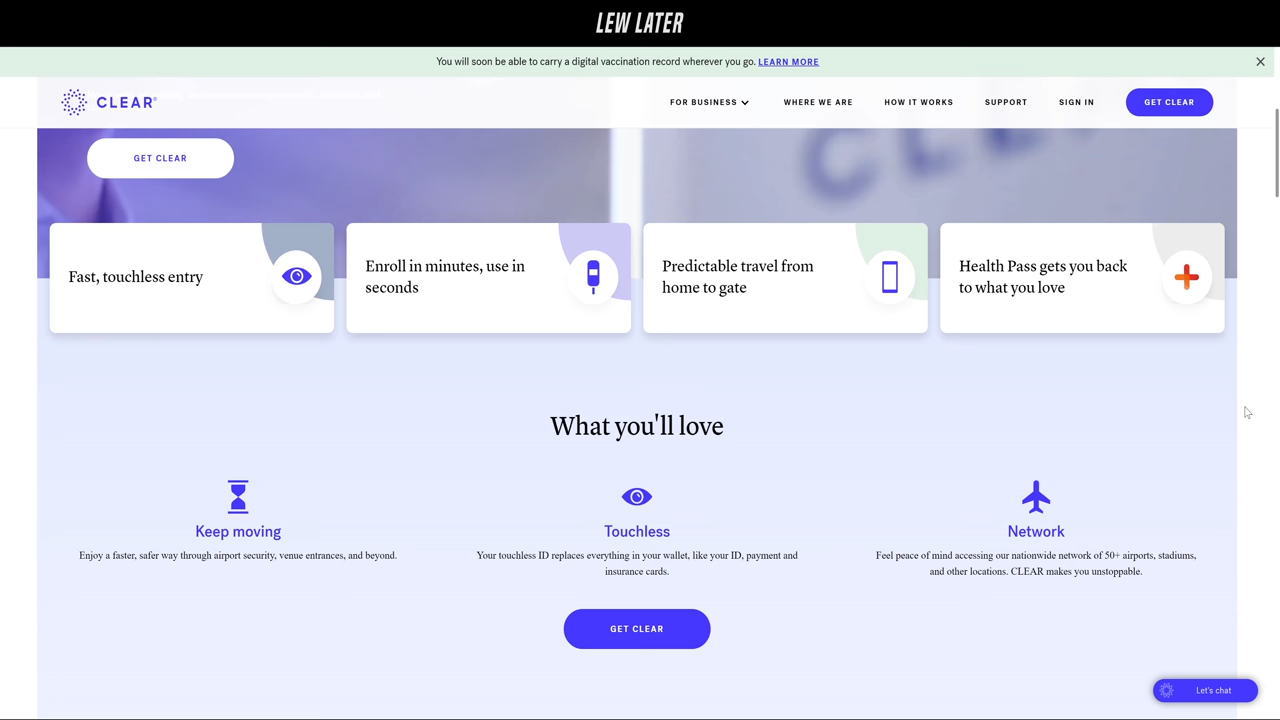 LEW LATER
You will soon be able to carry a digital vaccination record wherever you go. LEARN MORE
CLEAR®
FOR BUSINESS
WHERE WE ARE
HOW IT WORKS
SUPPORT
SIGN IN
GET CLEAR
GET CLEAR
Fast, touchless entry
Enroll in minutes, use in
seconds
Predictable travel from
home to gate
Health Pass gets you back
to what you love
What you'll love
Keep moving
Enjoy a faster, safer way through airport security, venue entrances, and beyond.
Touchless
Your touchless ID replaces everything in your wallet, like your ID, payment and
insurance cards.
Network
Feel peace of mind accessing our nationwide network of 50+ airports, stadiums,
and other locations. CLEAR makes you unstoppable.
GET CLEAR
Let's chat